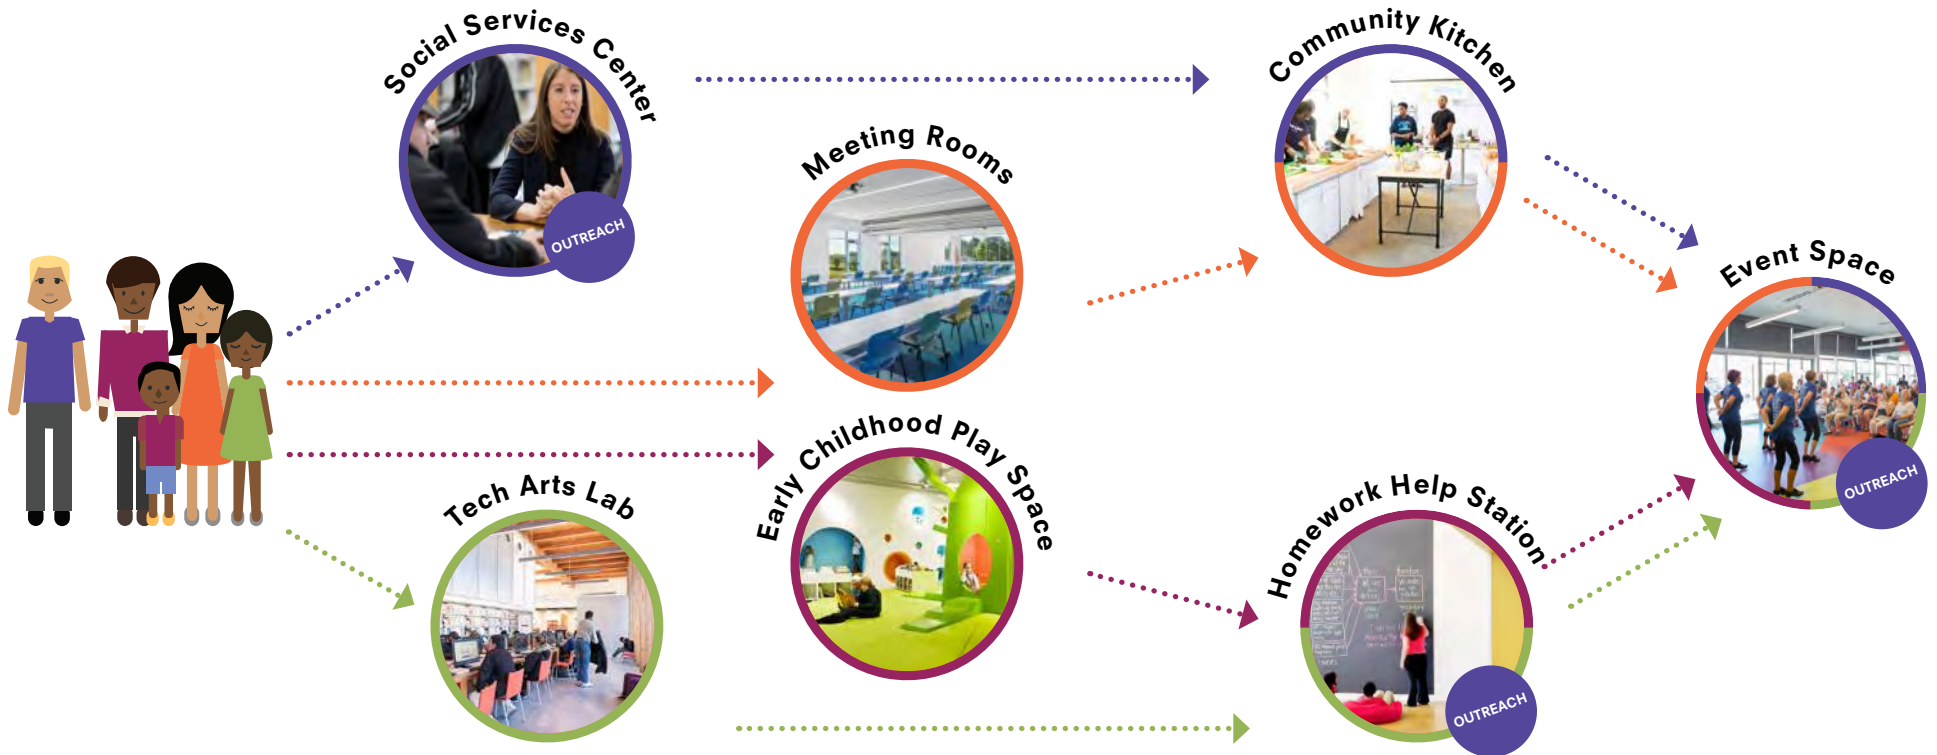 Social Services Center
OUTREACH
Meeting Rooms
Community Kitchen
Event Space
OUTREACH
Tech Arts Lab
Early Childhood Play Space
Homework Help Station
OUTREACH